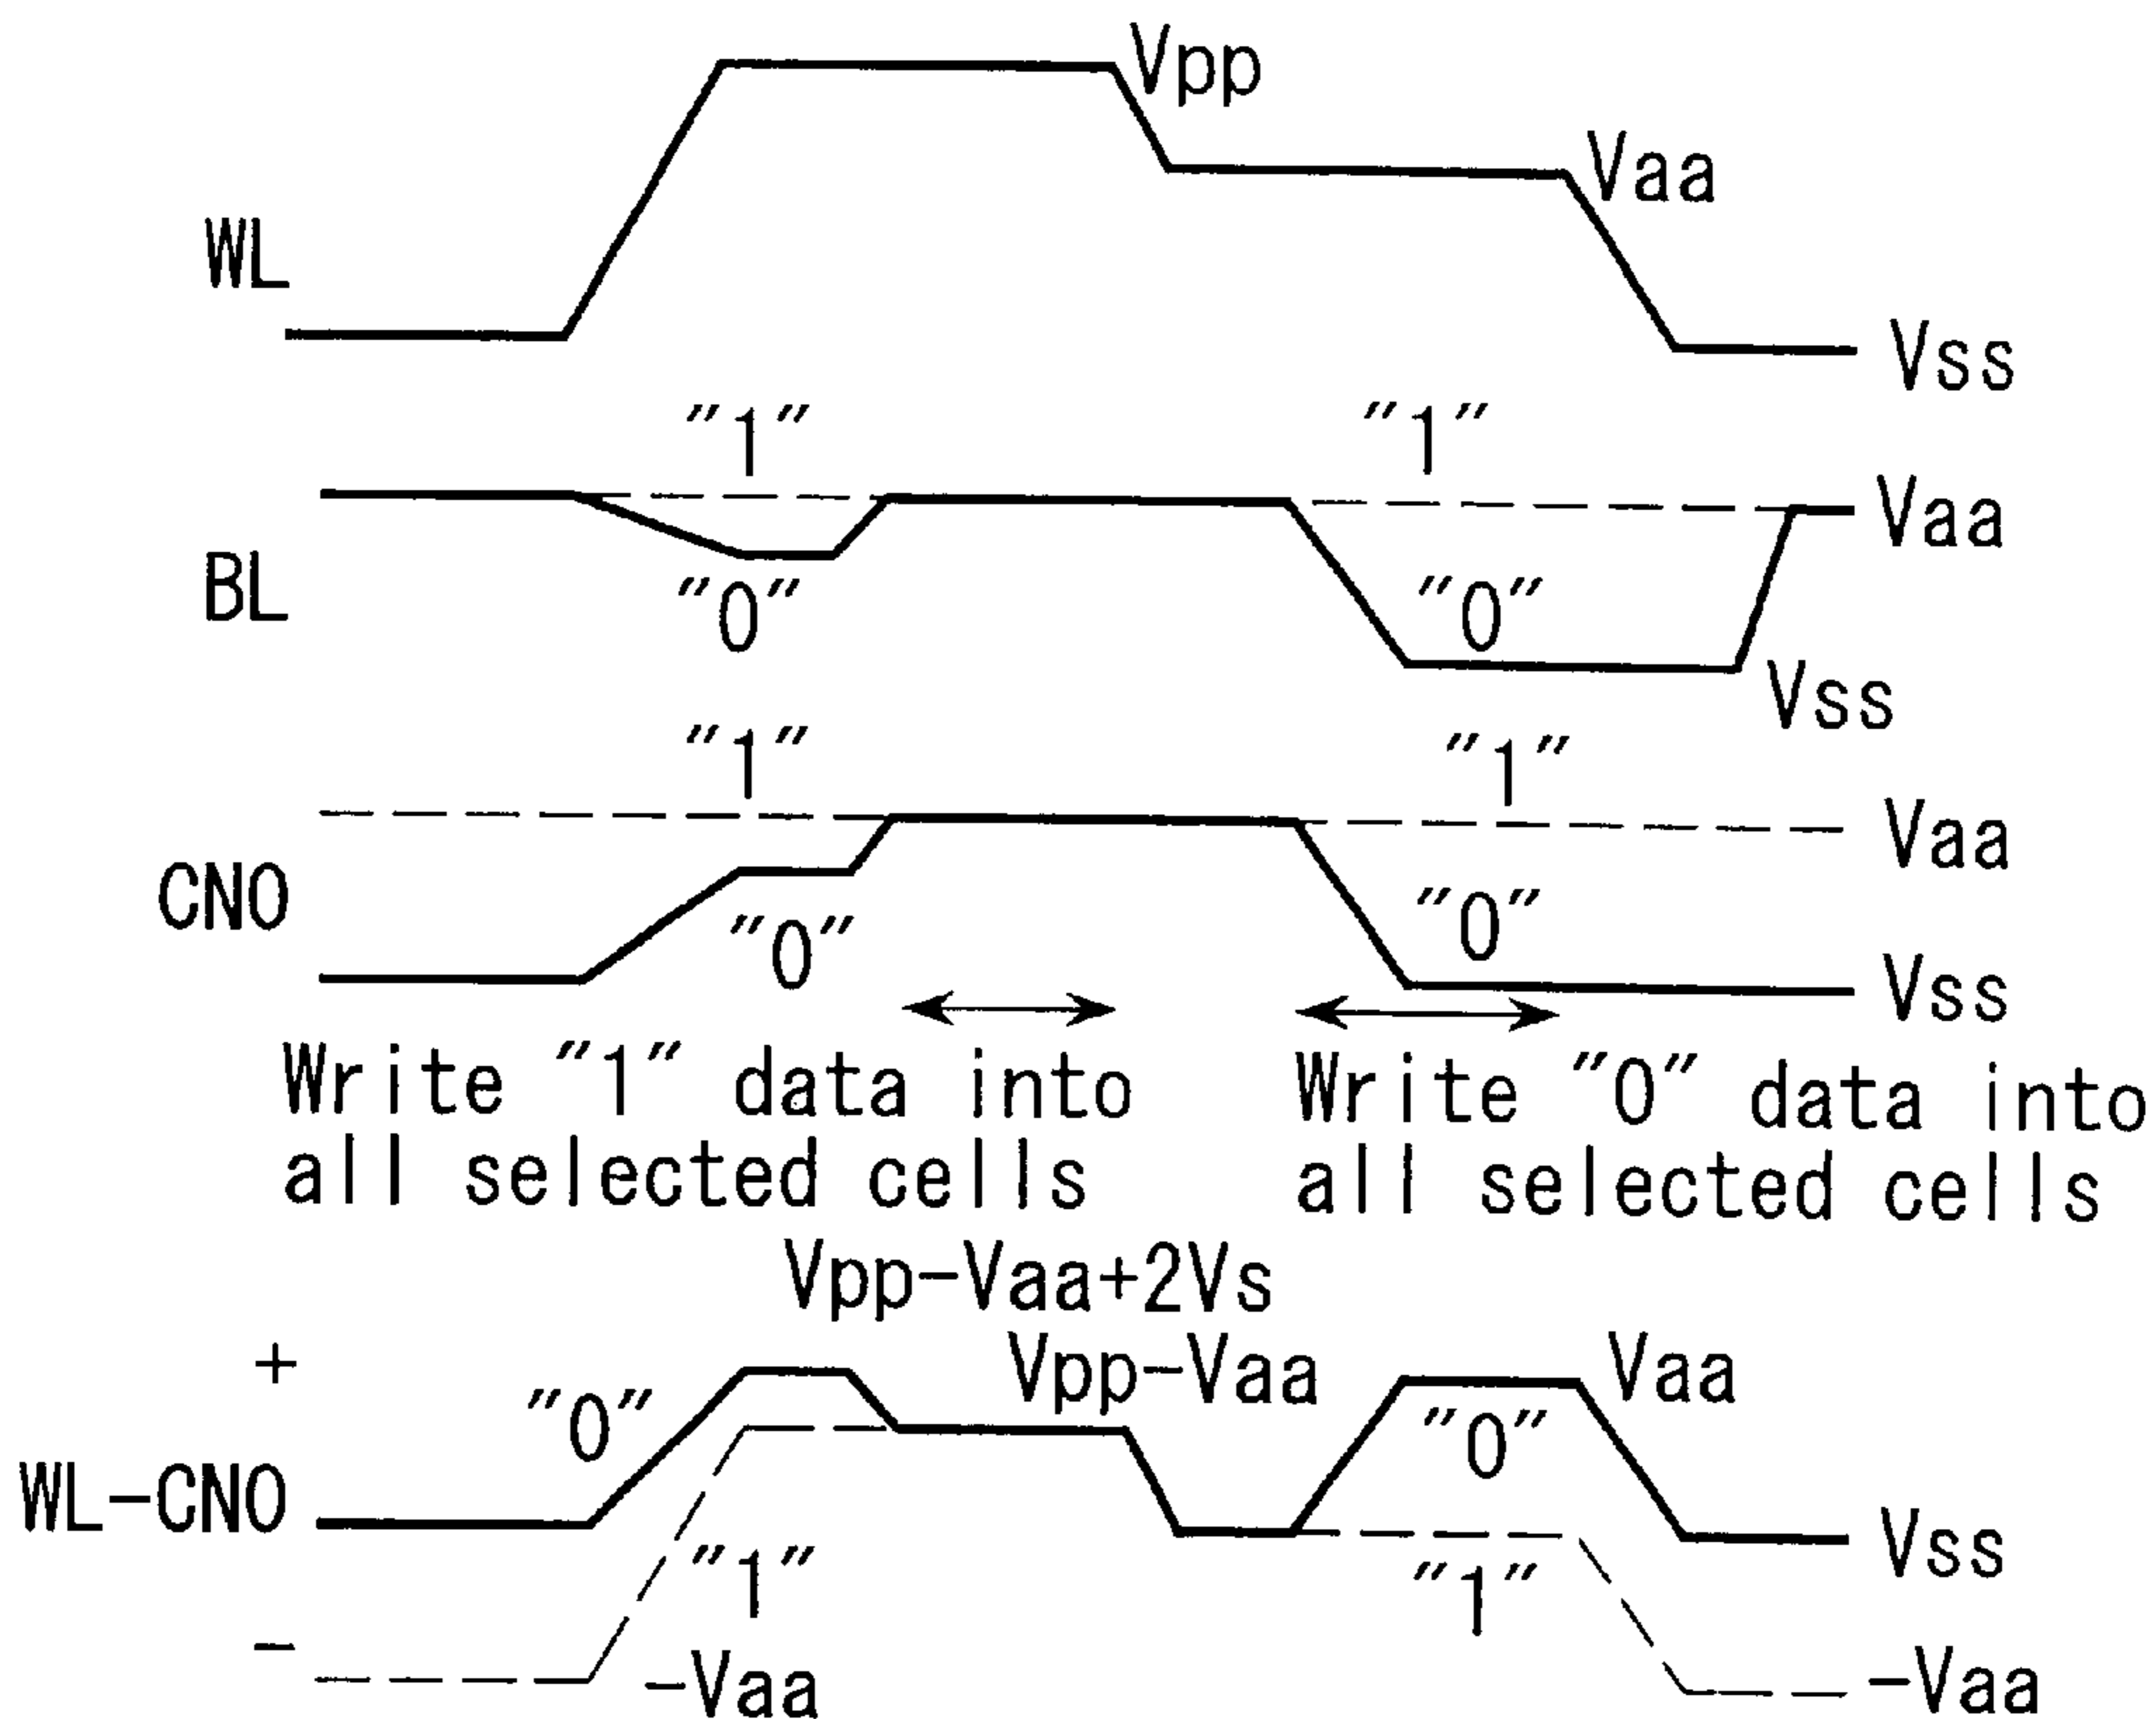 Vpp
Vaa
WL
Vss
"1" "1"
Vaa
BL
"0" "0"
Vss
"1" "1"
Vaa
CNO
"0" "0"
Vss
Write "1" data into
all selected cells
Write "0" data into
all selected cells
Vpp-Vaa+2Vs
+ Vpp-Vaa Vaa
"0" "0"
WL-CNO
Vss
"1" "1"
-
-Vaa -Vaa